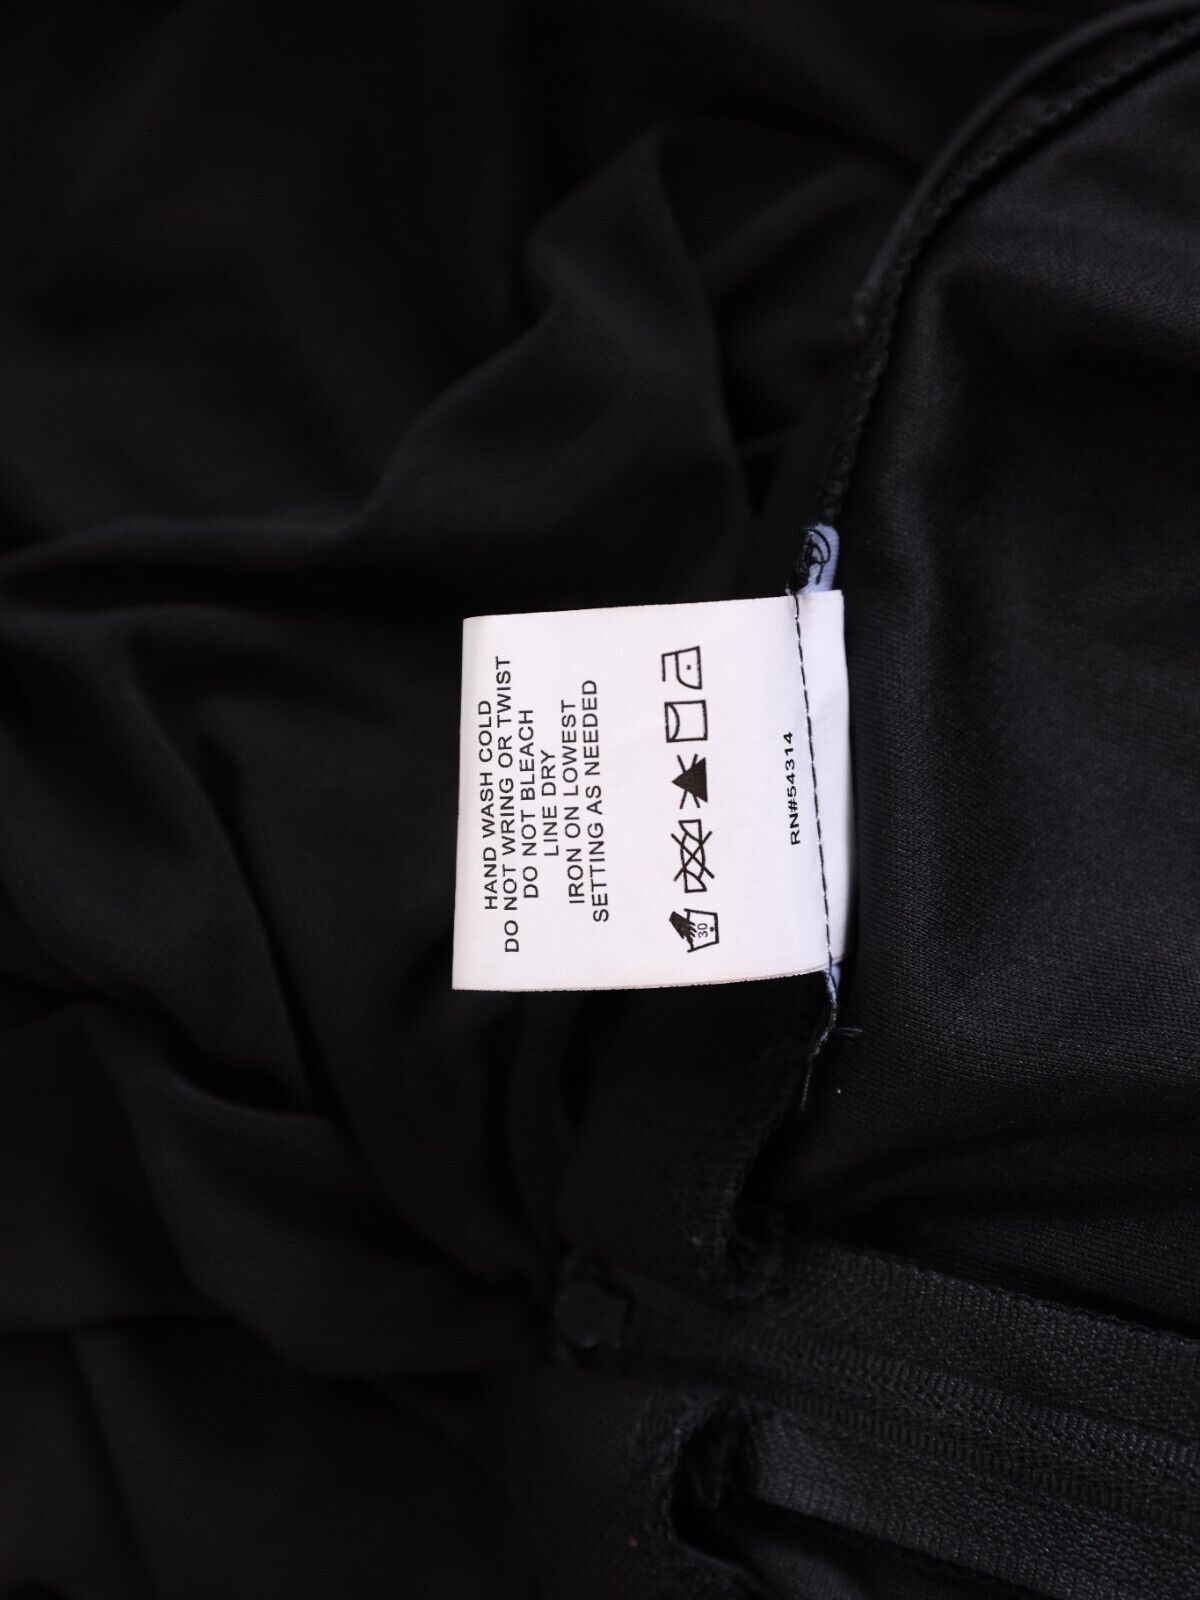 HAND WASH COLD
DO NOT WRING OR TWIST
DO NOT BLEACH
LINE DRY
IRON ON LOWEST
SETTING AS NEEDED
30
RN#54314